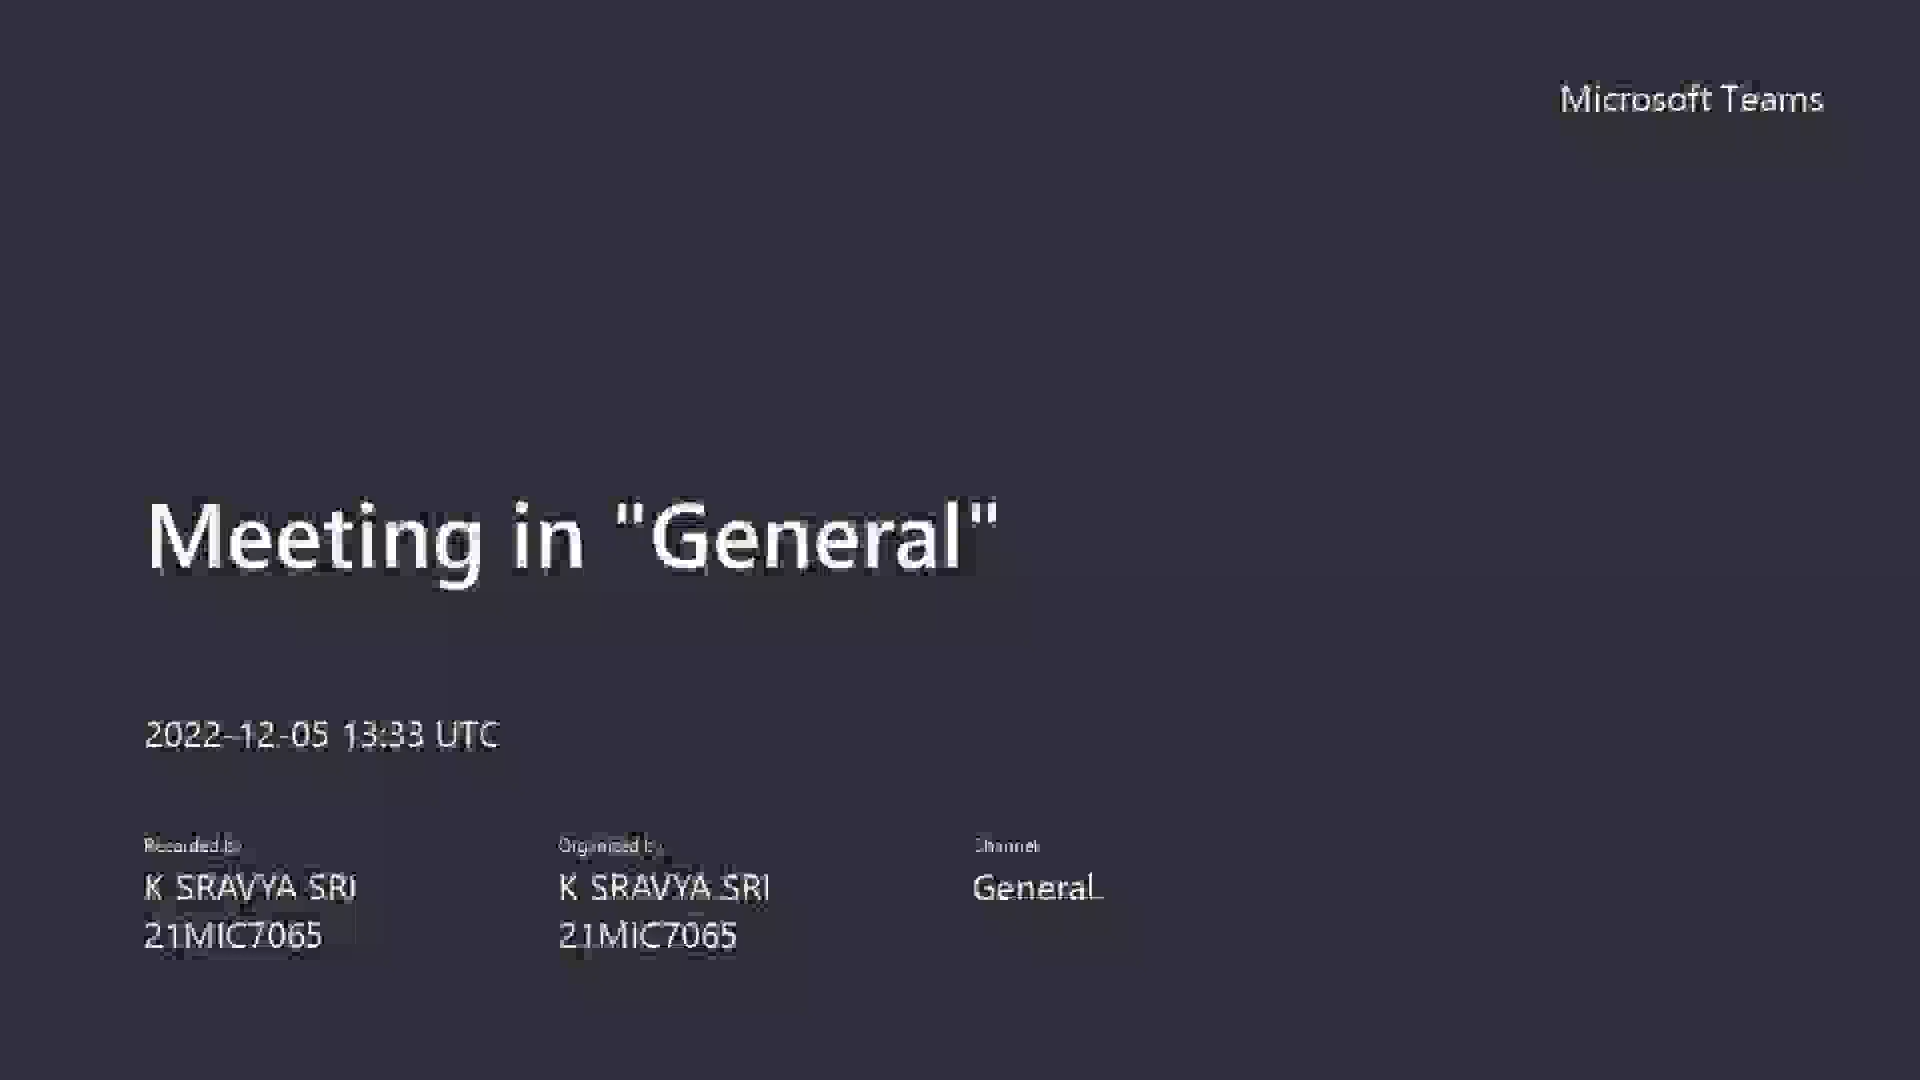 Microsoft Teams
Meeting in "General"
2022-12-05 13:33 UTC
Recorded by
Organized by
Channel
K SRAVYA SRI
K SRAVYA SRI
General
21MIC7065
21MIC7065